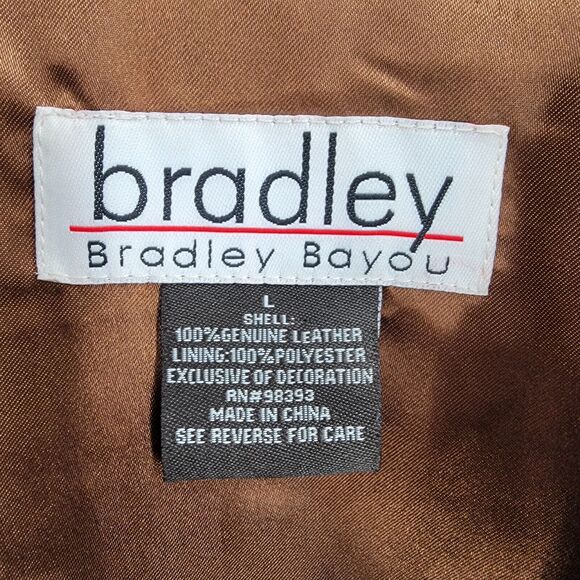 bradley
Bradley Bayou
L
SHELL:
100%GENUINE LEATHER
LINING:100%POLYESTER
EXCLUSIVE OF DECORATION
RN#98393
MADE IN CHINA
SEE REVERSE FOR CARE